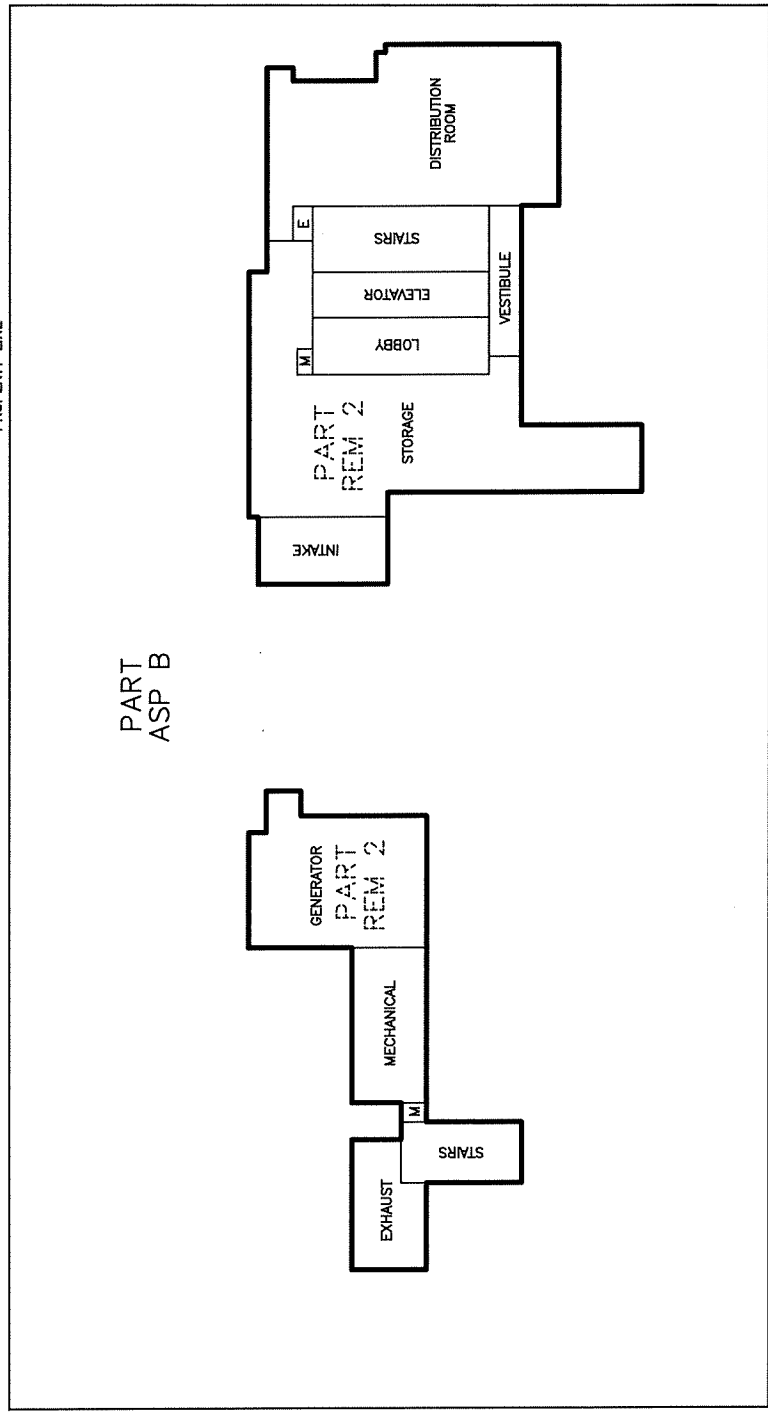 PART
ASP B
EXHAUST
STAIRS
M
MECHANICAL
GENERATOR
PART
REM 2
INTAKE
PART
REM 2
STORAGE
M
LOBBY
ELEVATOR
STAIRS
E
VESTIBULE
DISTRIBUTION
ROOM